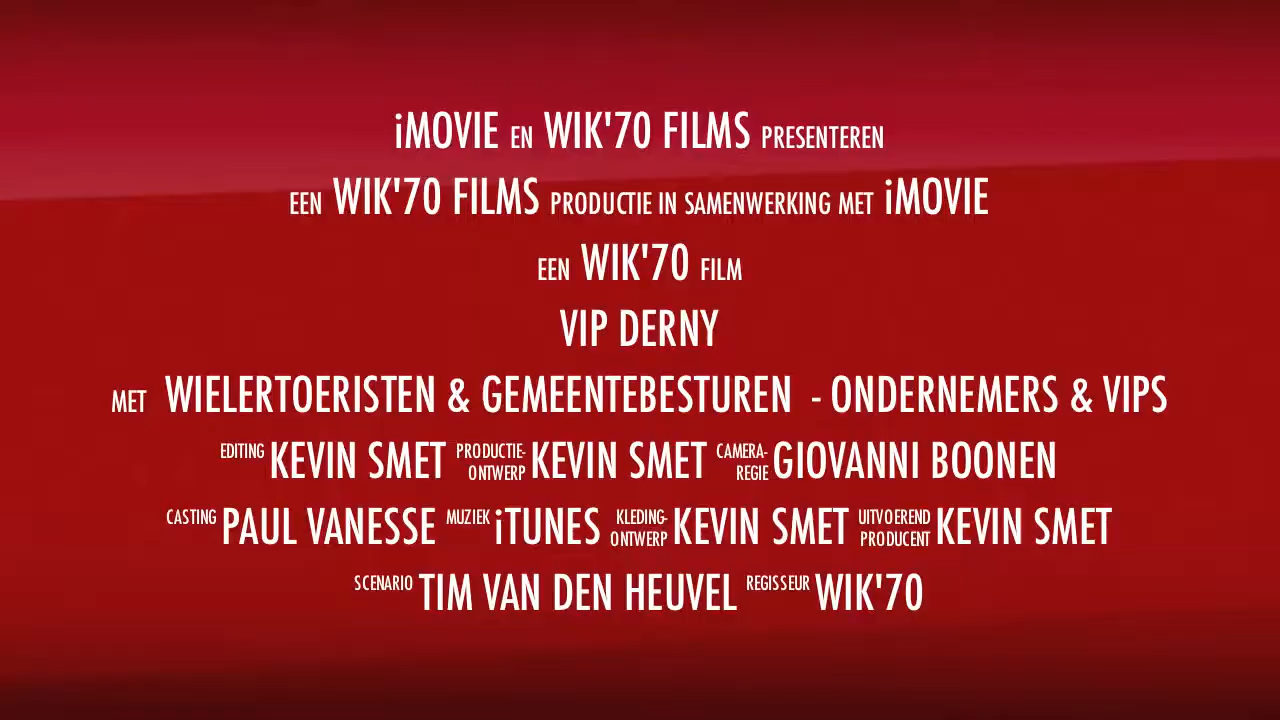 iMOVIE EN WIK'70 FILMS PRESENTEREN
EEN WIK'70 FILMS PRODUCTIE IN SAMENWERKING MET iMOVIE
EEN WIK'70 FILM
VIP DERNY
MET WIELERTOERISTEN & GEMEENTEBESTUREN - ONDERNEMERS & VIPS
EDITING KEVIN SMET PRODUCTIE-ONTWERP KEVIN SMET CAMERA-REGIE GIOVANNI BOONEN
CASTING PAUL VANESSE MUZIEK iTUNES KLEDING-ONTWERP KEVIN SMET UITVOEREND PRODUCENT KEVIN SMET
SCENARIO TIM VAN DEN HEUVEL REGISSEUR WIK'70